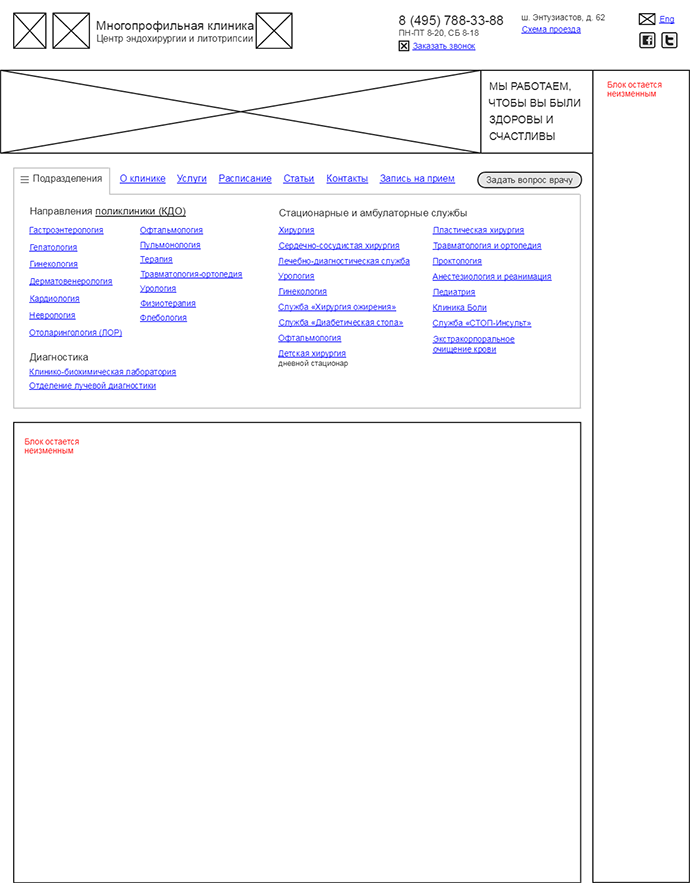 Многопрофильная клиника
Центр эндохирургии и литотрипсии
8 (495) 788-33-88
ПН-ПТ 8-20, СБ 8-18
Заказать звонок
ш. Энтузиастов, д. 62
Схема проезда
Eng
МЫ РАБОТАЕМ,
ЧТОБЫ ВЫ БЫЛИ
ЗДОРОВЫ И
СЧАСТЛИВЫ
Блок остается
неизменным
Подразделения
О клинике
Услуги
Расписание
Статьи
Контакты
Запись на прием
Задать вопрос врачу
Направления поликлиники (КДО)
Гастроэнтерология
Гепатология
Гинекология
Дерматовенерология
Кардиология
Неврология
Отоларингология (ЛОР)
Офтальмология
Пульмонология
Терапия
Травматология-ортопедия
Урология
Физиотерапия
Флебология
Диагностика
Клинико-биохимическая лаборатория
Отделение лучевой диагностики
Стационарные и амбулаторные службы
Хирургия
Сердечно-сосудистая хирургия
Лечебно-диагностическая служба
Урология
Гинекология
Служба «Хирургия ожирения»
Служба «Диабетическая стопа»
Офтальмология
Детская хирургия
дневной стационар
Пластическая хирургия
Травматология и ортопедия
Проктология
Анестезиология и реанимация
Педиатрия
Клиника Боли
Служба «СТОП-Инсульт»
Экстракорпоральное
очищение крови
Блок остается
неизменным